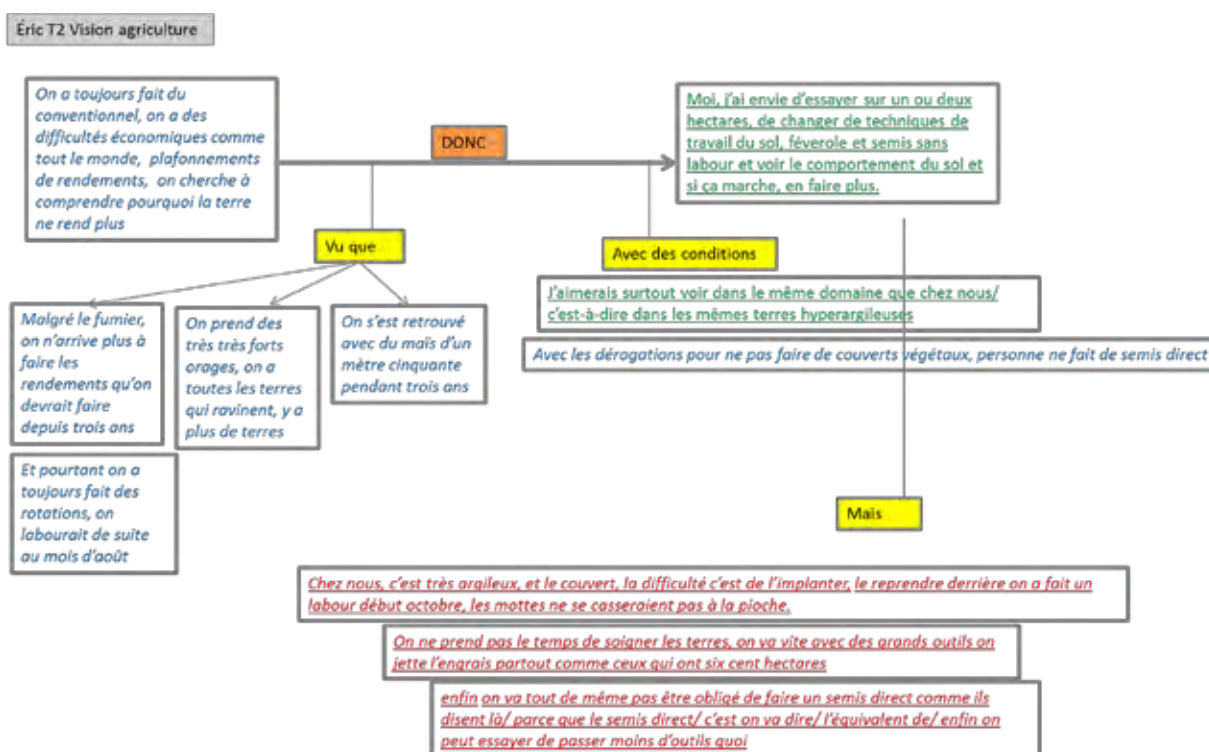 Éric T2 Vision agriculture
On a toujours fait du
conventionnel, on a des
difficultés économiques comme
tout le monde, plafonnements
de rendements, on cherche à
comprendre pourquoi la terre
ne rend plus
DONC
Moi, j'ai envie d'essayer sur un ou deux
hectares, de changer de techniques de
travail du sol, féverole et semis sans
labour et voir le comportement du sol et
si ça marche, en faire plus.
Vu que
Avec des conditions
J'aimerais surtout voir dans le même domaine que chez nous/
c'est-à-dire dans les mêmes terres hyperargileuses
Avec les dérogations pour ne pas faire de couverts végétaux, personne ne fait de semis direct
Malgré le fumier,
on n'arrive plus à
faire les
rendements qu'on
devrait faire
depuis trois ans
On prend des
très très forts
orages, on a
toutes les terres
qui ravinent, y a
plus de terres
On s'est retrouvé
avec du maïs d'un
mètre cinquante
pendant trois ans
Et pourtant on a
toujours fait des
rotations, on
labourait de suite
au mois d'août
Mais
Chez nous, c'est très argileux, et le couvert, la difficulté c'est de l'implanter, le reprendre derrière on a fait un
labour début octobre, les mottes ne se casseraient pas à la pioche.
On ne prend pas le temps de soigner les terres, on va vite avec des grands outils on
jette l'engrais partout comme ceux qui ont six cent hectares
enfin on va tout de même pas être obligé de faire un semis direct comme ils
disent là/ parce que le semis direct/ c'est on va dire/ l'équivalent de/ enfin on
peut essayer de passer moins d'outils quoi